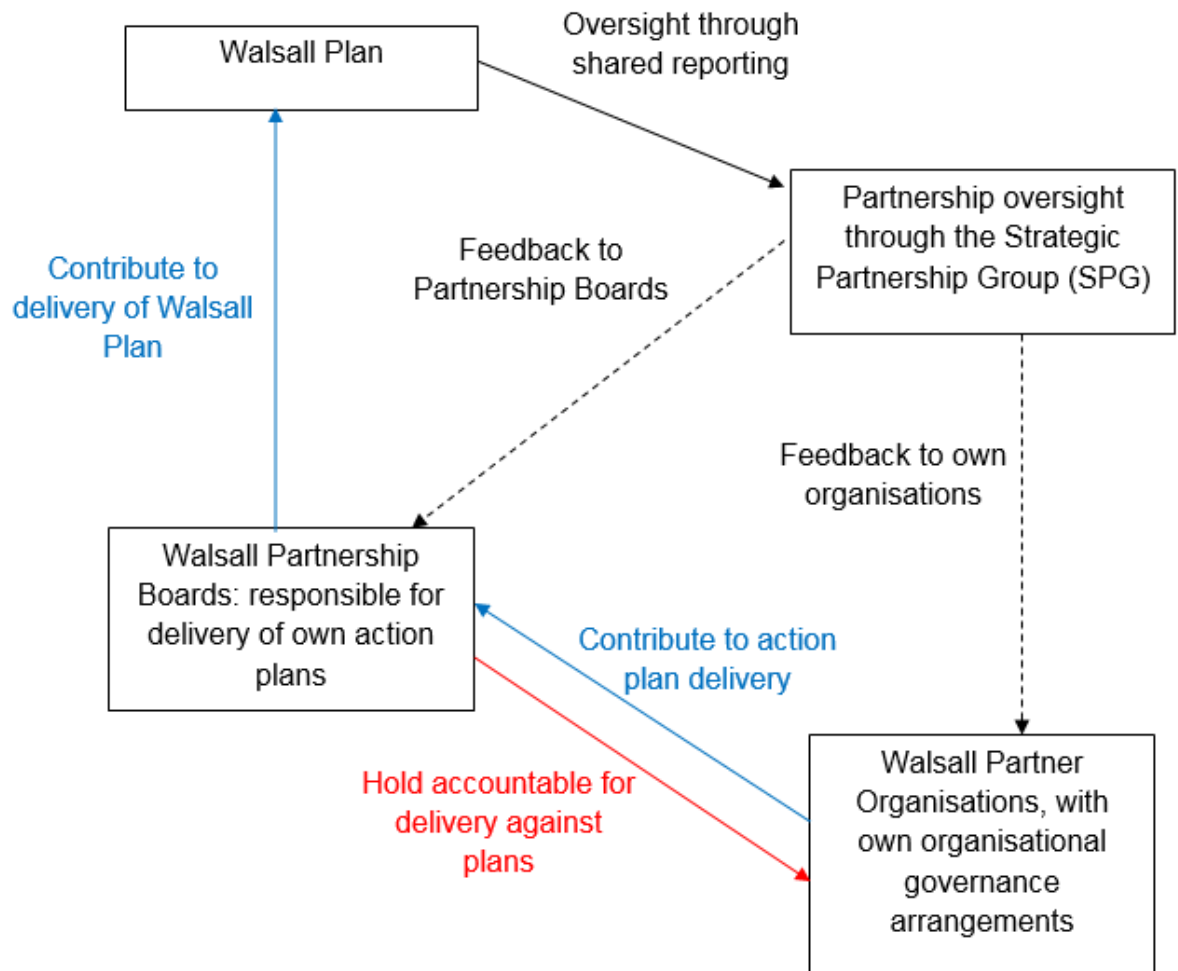 Walsall Plan
Oversight through
shared reporting
Partnership oversight
through the Strategic
Partnership Group (SPG)
Feedback to
Partnership Boards
Contribute to
delivery of Walsall
Plan
Feedback to own
organisations
Walsall Partnership
Boards: responsible for
delivery of own action
plans
Contribute to action
plan delivery
Hold accountable for
delivery against
plans
Walsall Partner
Organisations, with
own organisational
governance
arrangements